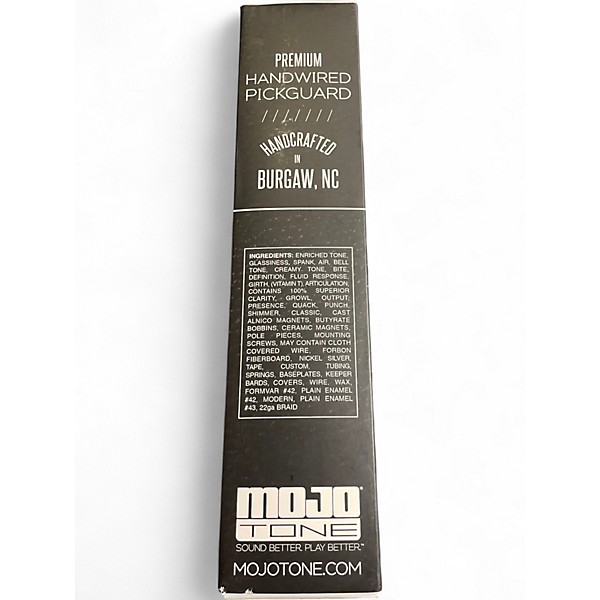 PREMIUM
HANDWIRED
PICKGUARD
///////
HANDCRAFTED
IN
BURGAW, NC
INGREDIENTS: ENRICHED TONE,
GLASSINESS, SPANK, AIR, BELL
TONE, CREAMY TONE, BITE,
DEFINITION, FLUID RESPONSE,
GIRTH, (VITAMIN T), ARTICULATION,
CONTAINS 100% SUPERIOR
CLARITY, GROWL, OUTPUT,
PRESENCE, QUACK, PUNCH,
SHIMMER, CLASSIC, CAST
ALNICO MAGNETS, BUTYRATE
BOBBINS, CERAMIC MAGNETS,
POLE PIECES, MOUNTING
SCREWS, MAY CONTAIN CLOTH
COVERED WIRE, FORBON
FIBERBOARD, NICKEL SILVER,
TAPE, CUSTOM, TUBING,
SPRINGS, BASEPLATES, KEEPER
BARDS, COVERS, WIRE, WAX,
FORMVAR #42, PLAIN ENAMEL
#42, MODERN, PLAIN ENAMEL
#43, 22ga BRAID
MOJO®
TONE
SOUND BETTER. PLAY BETTER.™
MOJOTONE.COM